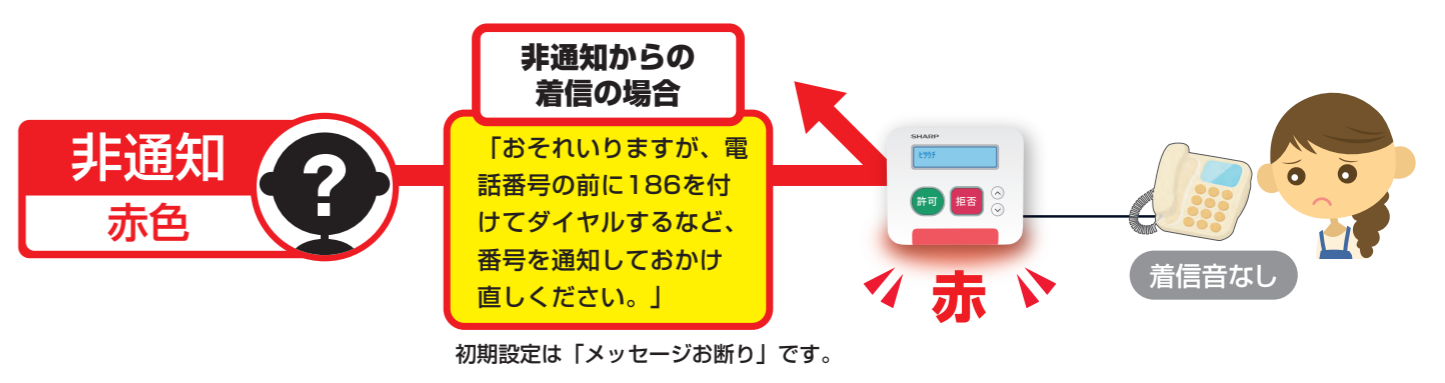 非通知
赤色
非通知からの
着信の場合
「おそれいりますが、電
話番号の前に186を付
けてダイヤルするなど、
番号を通知しておかけ
直しください。」
初期設定は「メッセージお断り」です。
SHARP
ﾋﾂｳﾁ
許可
拒否
赤
着信音なし
?